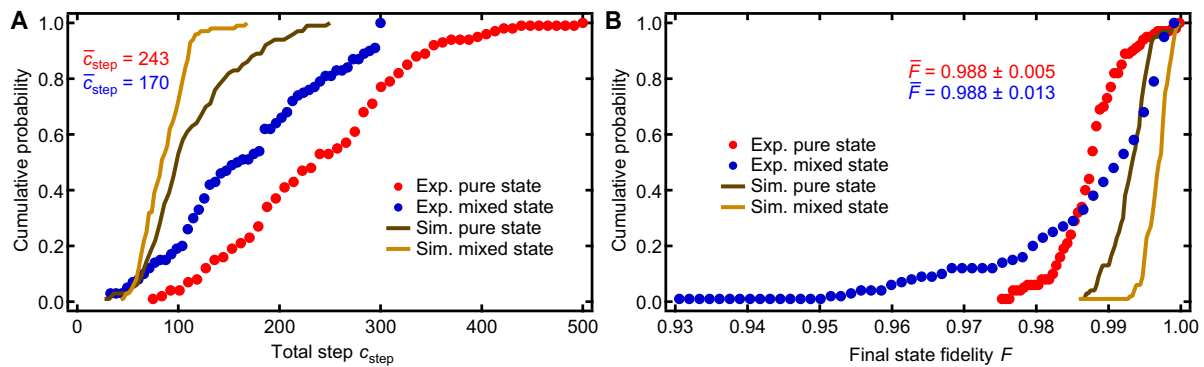 A
Cumulative probability
1.0
0.8
0.6
0.4
0.2
0.0
c̅step = 243
c̅step = 170
Exp. pure state
Exp. mixed state
Sim. pure state
Sim. mixed state
0 100 200 300 400 500
Total step cstep
B
Cumulative probability
1.0
0.8
0.6
0.4
0.2
0.0
F̅ = 0.988 ± 0.005
F̅ = 0.988 ± 0.013
Exp. pure state
Exp. mixed state
Sim. pure state
Sim. mixed state
0.93 0.94 0.95 0.96 0.97 0.98 0.99 1.00
Final state fidelity F